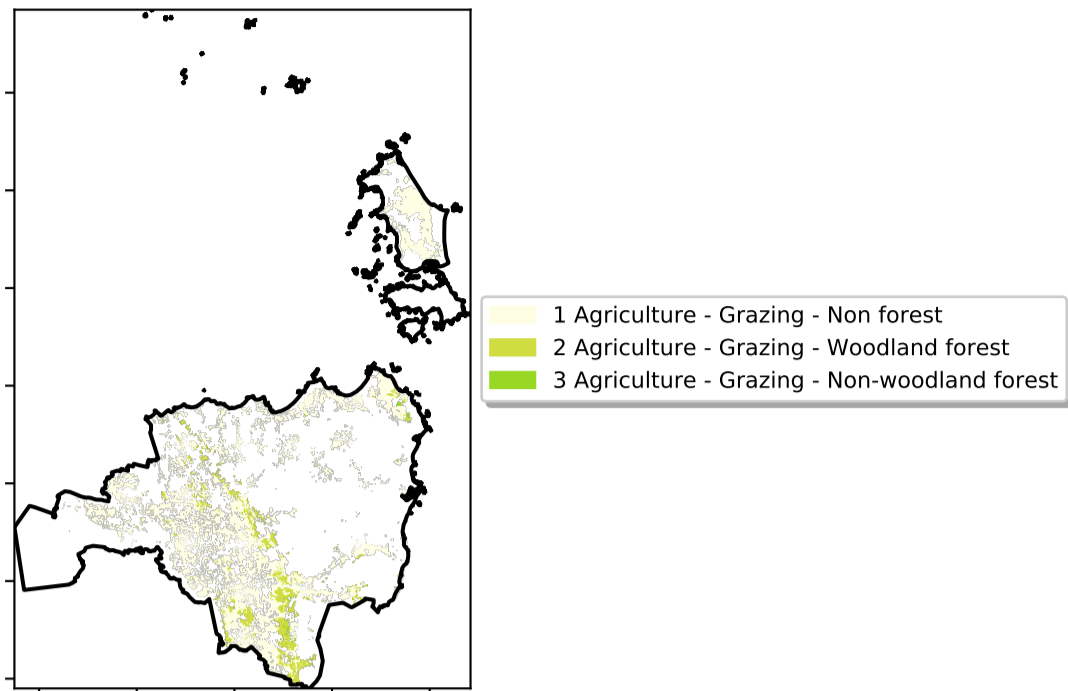 1 Agriculture - Grazing - Non forest
2 Agriculture - Grazing - Woodland forest
3 Agriculture - Grazing - Non-woodland forest